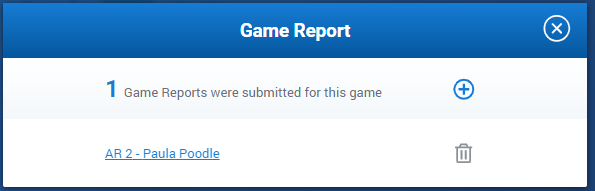 Game Report
1 Game Reports were submitted for this game
AR 2 - Paula Poodle